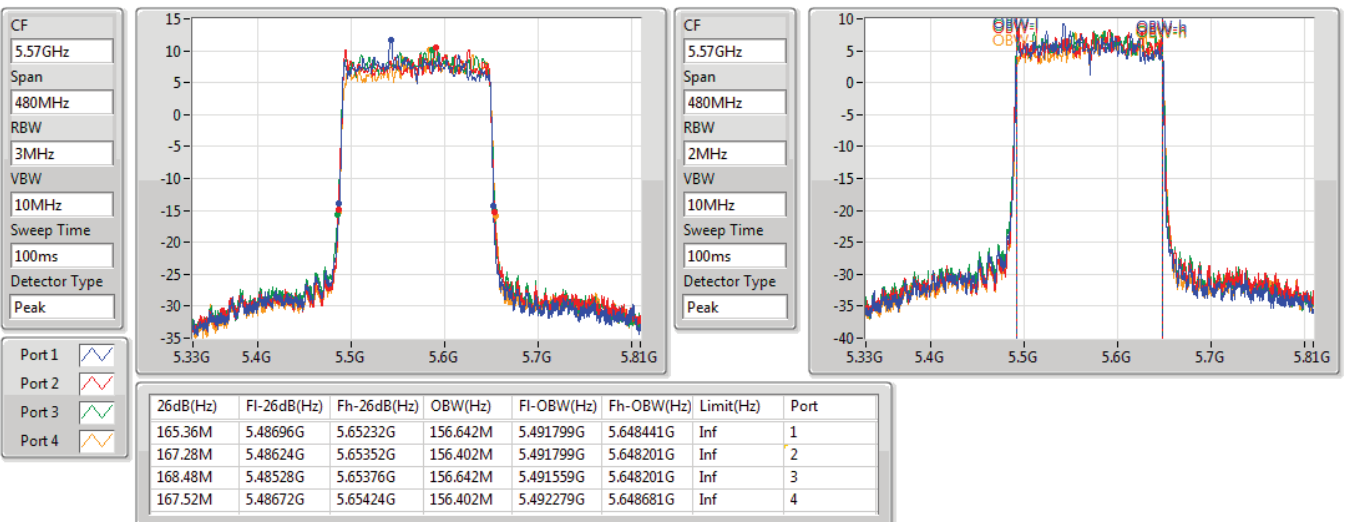 CF
5.57GHz
Span
480MHz
RBW
3MHz
VBW
10MHz
Sweep Time
100ms
Detector Type
Peak
15
10
5
0
-5
-10
-15
-20
-25
-30
-35
5.33G 5.4G 5.5G 5.6G 5.7G 5.81G
CF
5.57GHz
Span
480MHz
RBW
2MHz
VBW
10MHz
Sweep Time
100ms
Detector Type
Peak
10
5
0
-5
-10
-15
-20
-25
-30
-35
-40
OBW-l OBW-h
5.33G 5.4G 5.5G 5.6G 5.7G 5.81G
Port 1
Port 2
Port 3
Port 4
26dB(Hz) Fl-26dB(Hz) Fh-26dB(Hz) OBW(Hz) Fl-OBW(Hz) Fh-OBW(Hz) Limit(Hz) Port
165.36M 5.48696G 5.65232G 156.642M 5.491799G 5.648441G Inf 1
167.28M 5.48624G 5.65352G 156.402M 5.491799G 5.648201G Inf 2
168.48M 5.48528G 5.65376G 156.642M 5.491559G 5.648201G Inf 3
167.52M 5.48672G 5.65424G 156.402M 5.492279G 5.648681G Inf 4